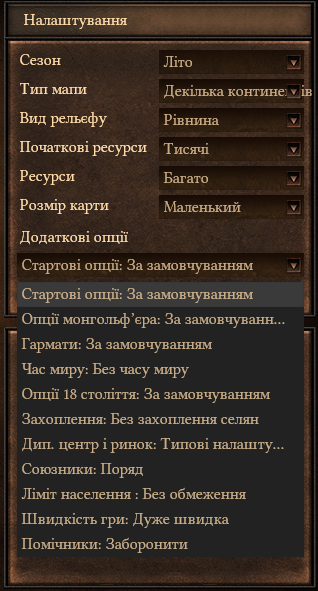 Налаштування
Сезон Літо
Тип мапи Декілька континентів
Вид рельєфу Рівнина
Початкові ресурси Тисячі
Ресурси Багато
Розмір карти Маленький
Додаткові опції
Стартові опції: За замовчуванням
Стартові опції: За замовчуванням
Опції монгольф’єра: За замовчуванн...
Гармати: За замовчуванням
Час миру: Без часу миру
Опції 18 століття: За замовчуванням
Захоплення: Без захоплення селян
Дип. центр і ринок: Типові налашту...
Союзники: Поряд
Ліміт населення : Без обмеження
Швидкість гри: Дуже швидка
Помічники: Заборонити